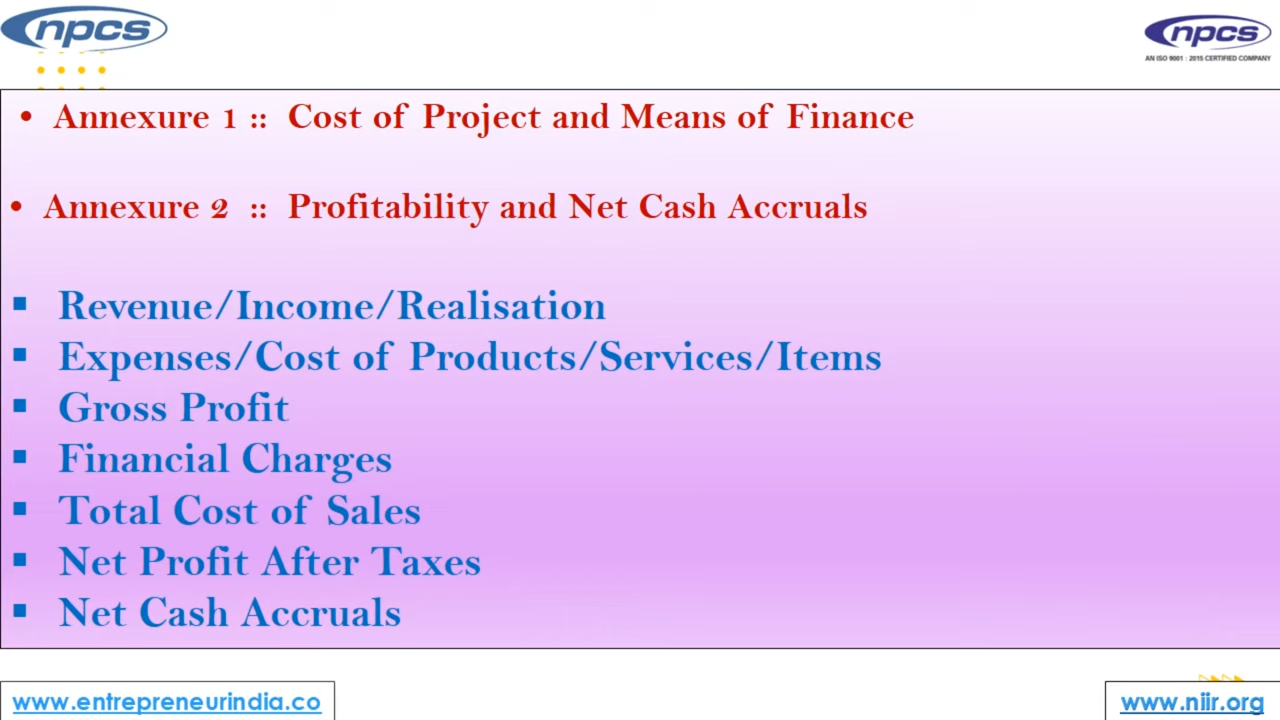 npcs
npcs
AN ISO 9001 : 2015 CERTIFIED COMPANY
• Annexure 1 :: Cost of Project and Means of Finance
• Annexure 2 :: Profitability and Net Cash Accruals
▪ Revenue/Income/Realisation
▪ Expenses/Cost of Products/Services/Items
▪ Gross Profit
▪ Financial Charges
▪ Total Cost of Sales
▪ Net Profit After Taxes
▪ Net Cash Accruals
www.entrepreneurindia.co
www.niir.org